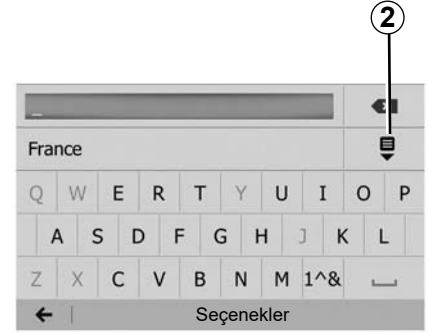 2
_
France
Q W E R T Y U I O P
A S D F G H J K L
Z X C V B N M 1^&
Seçenekler